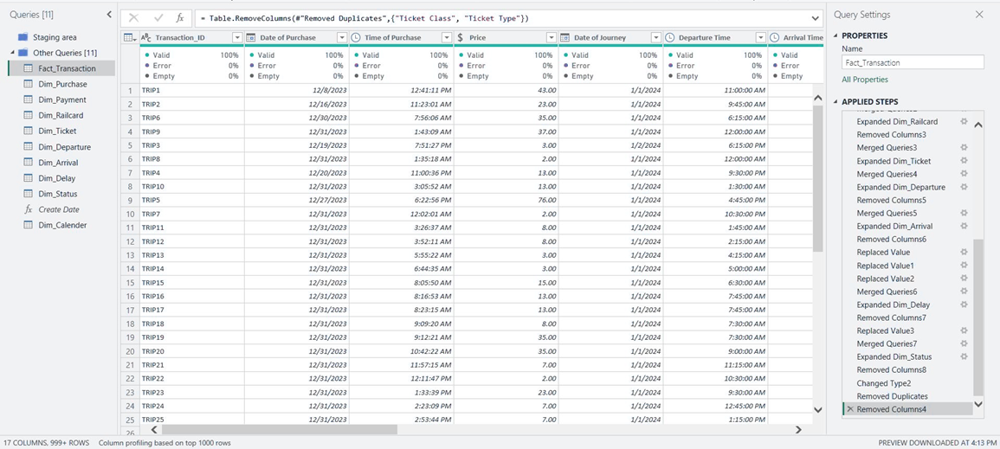 Queries [11]
Staging area
Other Queries [11]
Fact_Transaction
Dim_Purchase
Dim_Payment
Dim_Railcard
Dim_Ticket
Dim_Departure
Dim_Arrival
Dim_Delay
Dim_Status
fx Create Date
Dim_Calender
fx = Table.RemoveColumns(#"Removed Duplicates",{"Ticket Class", "Ticket Type"})
ABC Transaction_ID Date of Purchase Time of Purchase $ Price Date of Journey Departure Time Arrival Time
Valid 100% Valid 100% Valid 100% Valid 100% Valid 100% Valid 100% Valid
Error 0% Error 0% Error 0% Error 0% Error 0% Error 0% Error
Empty 0% Empty 0% Empty 0% Empty 0% Empty 0% Empty 0% Empty
1 TRIP1 12/8/2023 12:41:11 PM 43.00 1/1/2024 11:00:00 AM
2 TRIP2 12/16/2023 11:23:01 AM 23.00 1/1/2024 9:45:00 AM
3 TRIP6 12/30/2023 7:56:06 AM 35.00 1/1/2024 6:15:00 AM
4 TRIP9 12/31/2023 1:43:09 AM 37.00 1/1/2024 12:00:00 AM
5 TRIP3 12/19/2023 7:51:27 PM 3.00 1/2/2024 6:15:00 PM
6 TRIP8 12/31/2023 1:35:18 AM 2.00 1/1/2024 12:00:00 AM
7 TRIP4 12/20/2023 11:00:36 PM 13.00 1/1/2024 9:30:00 PM
8 TRIP10 12/31/2023 3:05:52 AM 13.00 1/1/2024 1:30:00 AM
9 TRIP5 12/27/2023 6:22:56 PM 76.00 1/1/2024 4:45:00 PM
10 TRIP7 12/31/2023 12:02:01 AM 2.00 1/1/2024 10:30:00 PM
11 TRIP11 12/31/2023 3:26:37 AM 8.00 1/1/2024 1:45:00 AM
12 TRIP12 12/31/2023 3:52:11 AM 8.00 1/1/2024 2:15:00 AM
13 TRIP13 12/31/2023 5:55:22 AM 3.00 1/1/2024 4:15:00 AM
14 TRIP14 12/31/2023 6:44:35 AM 3.00 1/1/2024 5:00:00 AM
15 TRIP15 12/31/2023 8:05:50 AM 15.00 1/1/2024 6:30:00 AM
16 TRIP16 12/31/2023 8:16:53 AM 13.00 1/1/2024 7:45:00 AM
17 TRIP17 12/31/2023 8:23:15 AM 13.00 1/1/2024 7:45:00 AM
18 TRIP18 12/31/2023 9:09:20 AM 8.00 1/1/2024 7:30:00 AM
19 TRIP19 12/31/2023 9:12:21 AM 35.00 1/1/2024 7:30:00 AM
20 TRIP20 12/31/2023 10:42:22 AM 35.00 1/1/2024 9:00:00 AM
21 TRIP21 12/31/2023 11:57:15 AM 7.00 1/1/2024 11:15:00 AM
22 TRIP22 12/31/2023 12:11:47 PM 2.00 1/1/2024 10:30:00 AM
23 TRIP23 12/31/2023 1:33:39 PM 23.00 1/1/2024 9:30:00 AM
24 TRIP24 12/31/2023 2:23:09 PM 7.00 1/1/2024 12:45:00 PM
25 TRIP25 12/31/2023 2:53:44 PM 7.00 1/1/2024 1:15:00 PM
26
Query Settings
PROPERTIES
Name
Fact_Transaction
All Properties
APPLIED STEPS
Merged Queries2
Expanded Dim_Railcard
Removed Columns3
Merged Queries3
Expanded Dim_Ticket
Merged Queries4
Expanded Dim_Departure
Removed Columns5
Merged Queries5
Expanded Dim_Arrival
Removed Columns6
Replaced Value
Replaced Value1
Replaced Value2
Merged Queries6
Expanded Dim_Delay
Removed Columns7
Replaced Value3
Merged Queries7
Expanded Dim_Status
Removed Columns8
Changed Type2
Removed Duplicates
Removed Columns4
17 COLUMNS, 999+ ROWS Column profiling based on top 1000 rows
PREVIEW DOWNLOADED AT 4:13 PM